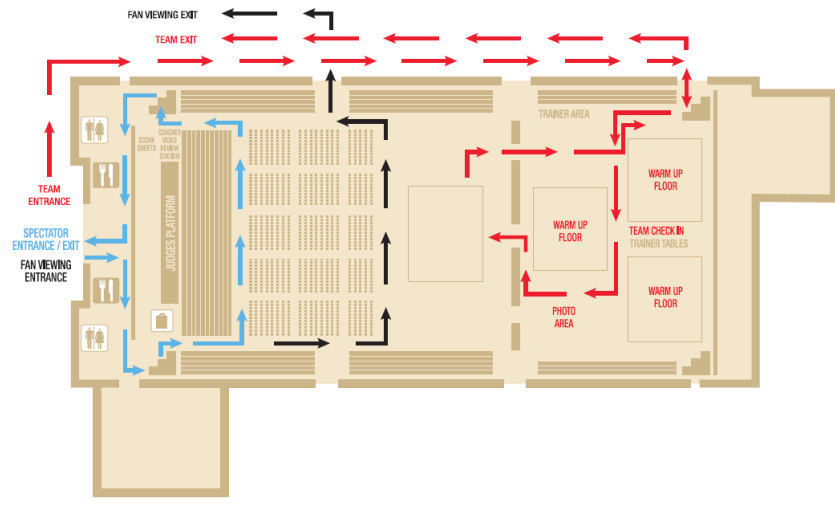 FAN VIEWING EXIT
TEAM EXIT
TRAINER AREA
SCORE
SHEETS
COACHES
VIDEO
REVIEW
STATION
JUDGES PLATFORM
TEAM
ENTRANCE
SPECTATOR
ENTRANCE / EXIT
FAN VIEWING
ENTRANCE
WARM UP
FLOOR
WARM UP
FLOOR
TEAM CHECK IN
TRAINER TABLES
WARM UP
FLOOR
PHOTO
AREA